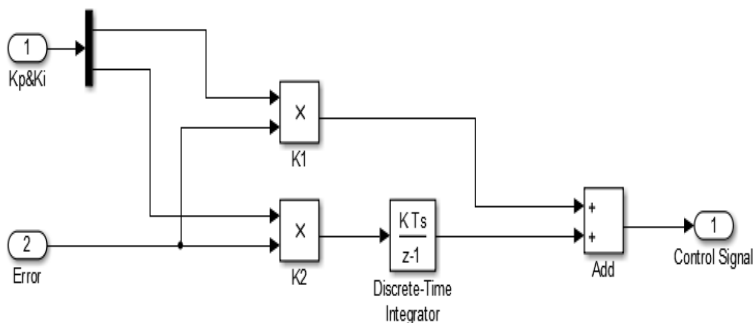 1
Kp&Ki
×
K1
2
Error
×
K2
K Ts
z-1
Discrete-Time
Integrator
+
+
Add
1
Control Signal